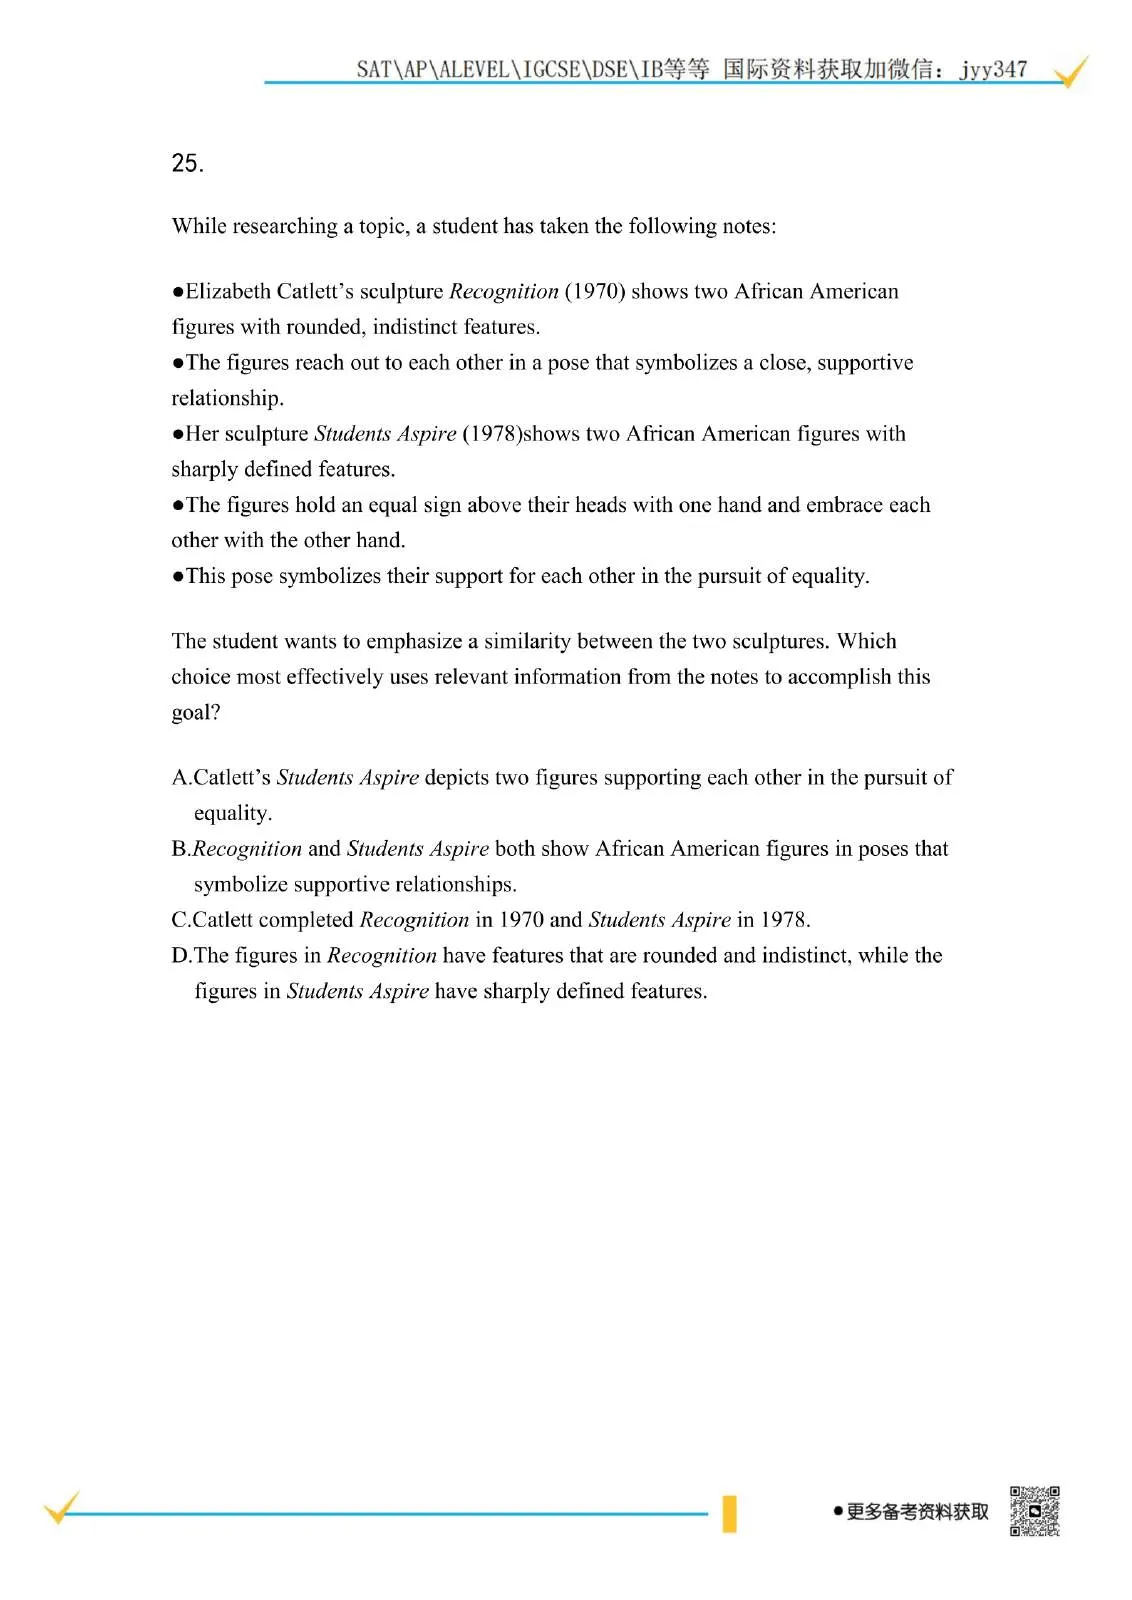 SAT\AP\ALEVEL\IGCSE\DSE\IB等等 国际资料获取加微信：jyy347
25.
While researching a topic, a student has taken the following notes:
●Elizabeth Catlett’s sculpture Recognition (1970) shows two African American
figures with rounded, indistinct features.
●The figures reach out to each other in a pose that symbolizes a close, supportive
relationship.
●Her sculpture Students Aspire (1978)shows two African American figures with
sharply defined features.
●The figures hold an equal sign above their heads with one hand and embrace each
other with the other hand.
●This pose symbolizes their support for each other in the pursuit of equality.
The student wants to emphasize a similarity between the two sculptures. Which
choice most effectively uses relevant information from the notes to accomplish this
goal?
A.Catlett’s Students Aspire depicts two figures supporting each other in the pursuit of
equality.
B.Recognition and Students Aspire both show African American figures in poses that
symbolize supportive relationships.
C.Catlett completed Recognition in 1970 and Students Aspire in 1978.
D.The figures in Recognition have features that are rounded and indistinct, while the
figures in Students Aspire have sharply defined features.
●更多备考资料获取